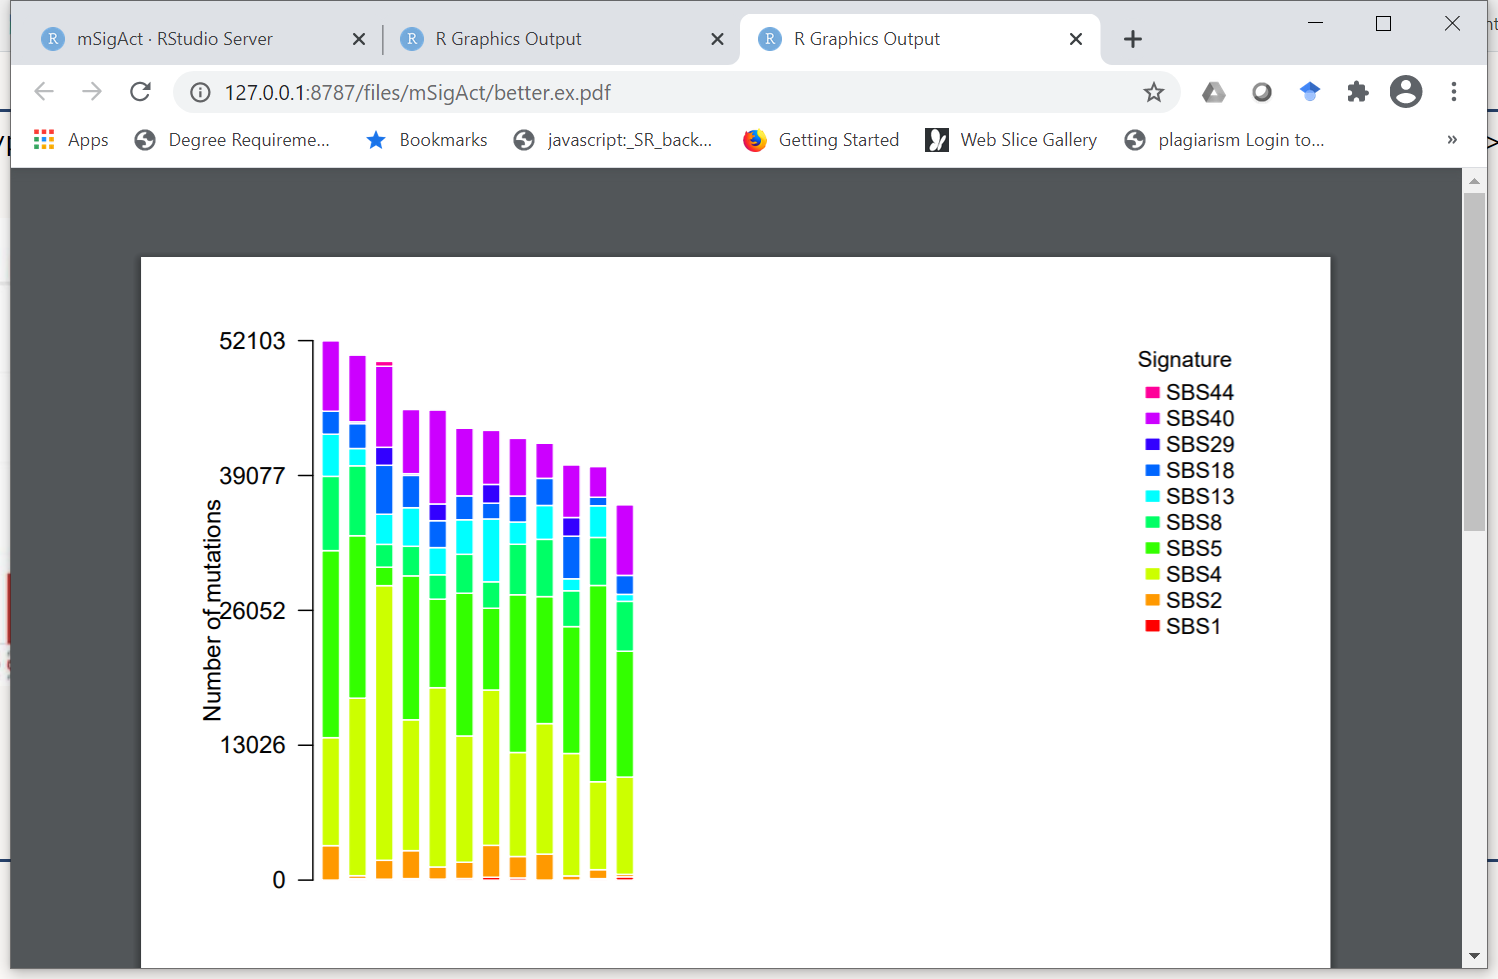 mSigAct · RStudio Server
R Graphics Output
R Graphics Output
127.0.0.1:8787/files/mSigAct/better.ex.pdf
Apps
Degree Requireme...
Bookmarks
javascript:_SR_back...
Getting Started
Web Slice Gallery
plagiarism Login to...
»
52103
39077
26052
13026
0
Number of mutations
Signature
SBS44
SBS40
SBS29
SBS18
SBS13
SBS8
SBS5
SBS4
SBS2
SBS1